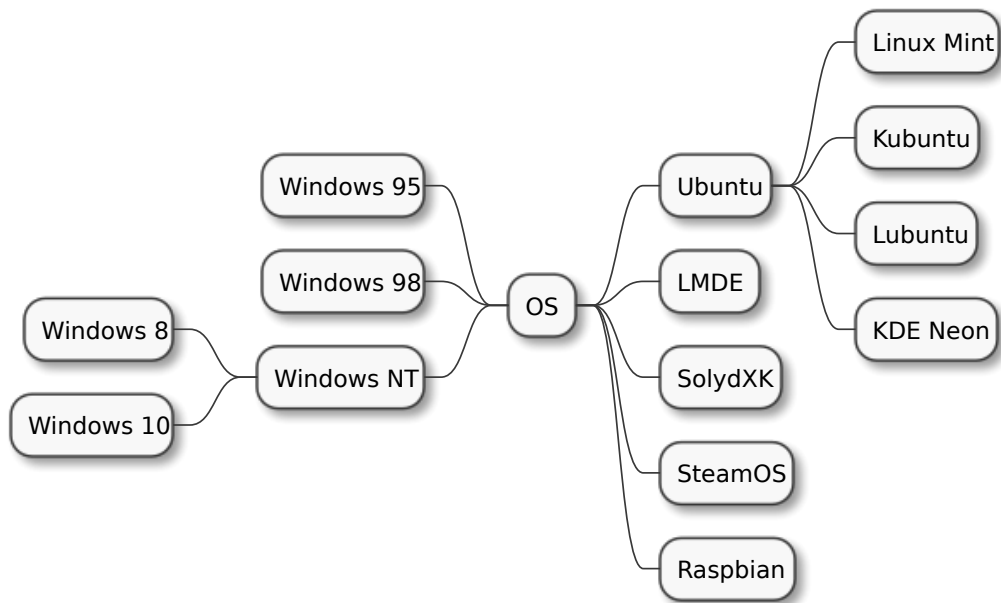 OS
Ubuntu
Linux Mint
Kubuntu
Lubuntu
KDE Neon
LMDE
SolydXK
SteamOS
Raspbian
Windows 95
Windows 98
Windows NT
Windows 8
Windows 10